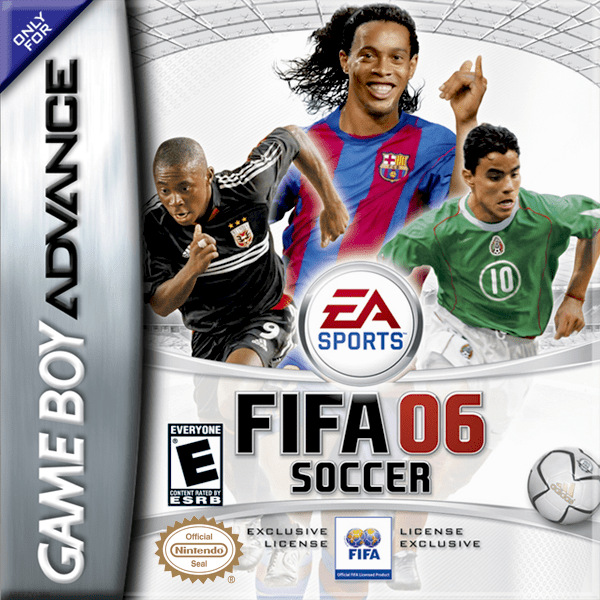 ONLY
FOR
GAME BOY ADVANCE
10
9
EA
SPORTS
FIFA 06
SOCCER
EVERYONE
E
CONTENT RATED BY
ESRB
Official
Nintendo
Seal
®
EXCLUSIVE
LICENSE
FIFA
Official FIFA Licensed Product
LICENSE
EXCLUSIVE